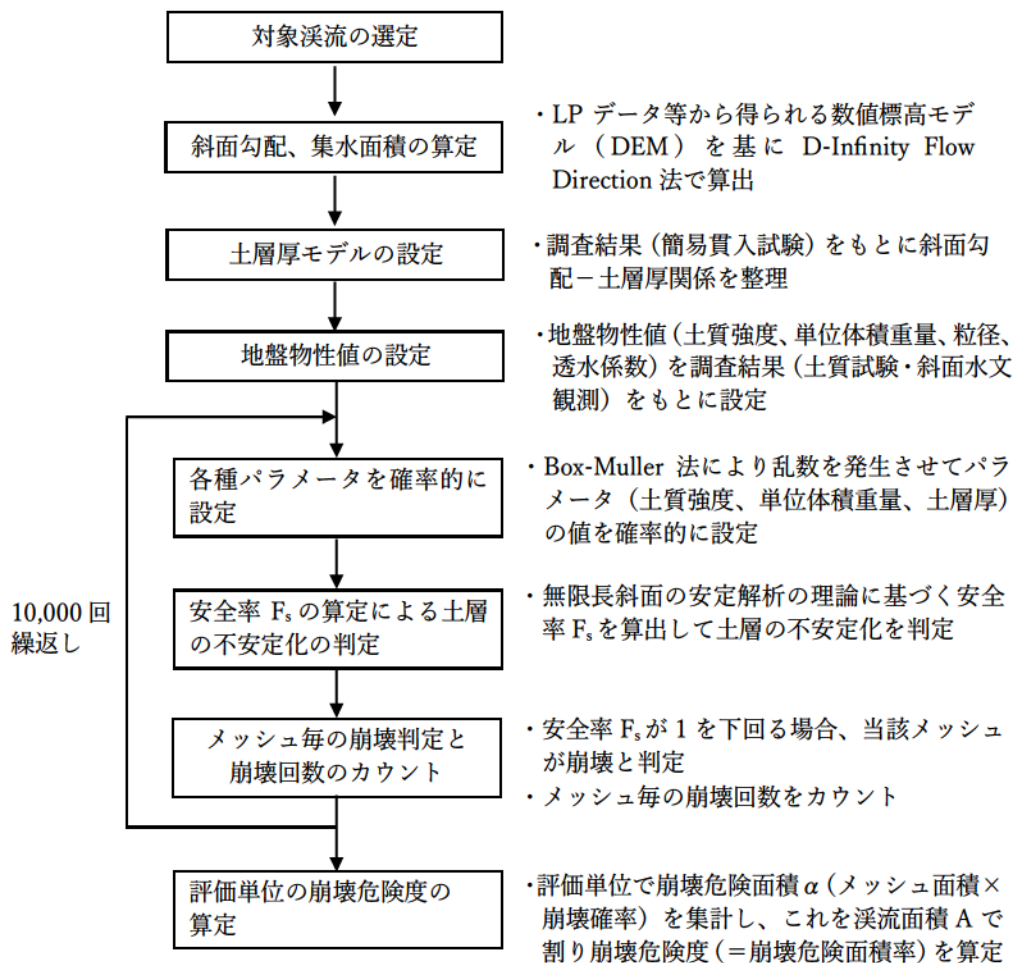 対象渓流の選定
斜面勾配、集水面積の算定
・LP データ等から得られる数値標高モデ
ル（DEM）を基に D-Infinity Flow
Direction 法で算出
土層厚モデルの設定
・調査結果（簡易貫入試験）をもとに斜面勾
配－土層厚関係を整理
地盤物性値の設定
・地盤物性値（土質強度、単位体積重量、粒径、
透水係数）を調査結果（土質試験・斜面水文
観測）をもとに設定
各種パラメータを確率的に
設定
・Box-Muller 法により乱数を発生させてパラ
メータ（土質強度、単位体積重量、土層厚）
の値を確率的に設定
10,000 回
繰返し
安全率 Fs の算定による土層
の不安定化の判定
・無限長斜面の安定解析の理論に基づく安全
率 Fs を算出して土層の不安定化を判定
メッシュ毎の崩壊判定と
崩壊回数のカウント
・安全率 Fs が 1 を下回る場合、当該メッシュ
が崩壊と判定
・メッシュ毎の崩壊回数をカウント
評価単位の崩壊危険度の
算定
・評価単位で崩壊危険面積 α（メッシュ面積×
崩壊確率）を集計し、これを渓流面積 A で
割り崩壊危険度（＝崩壊危険面積率）を算定